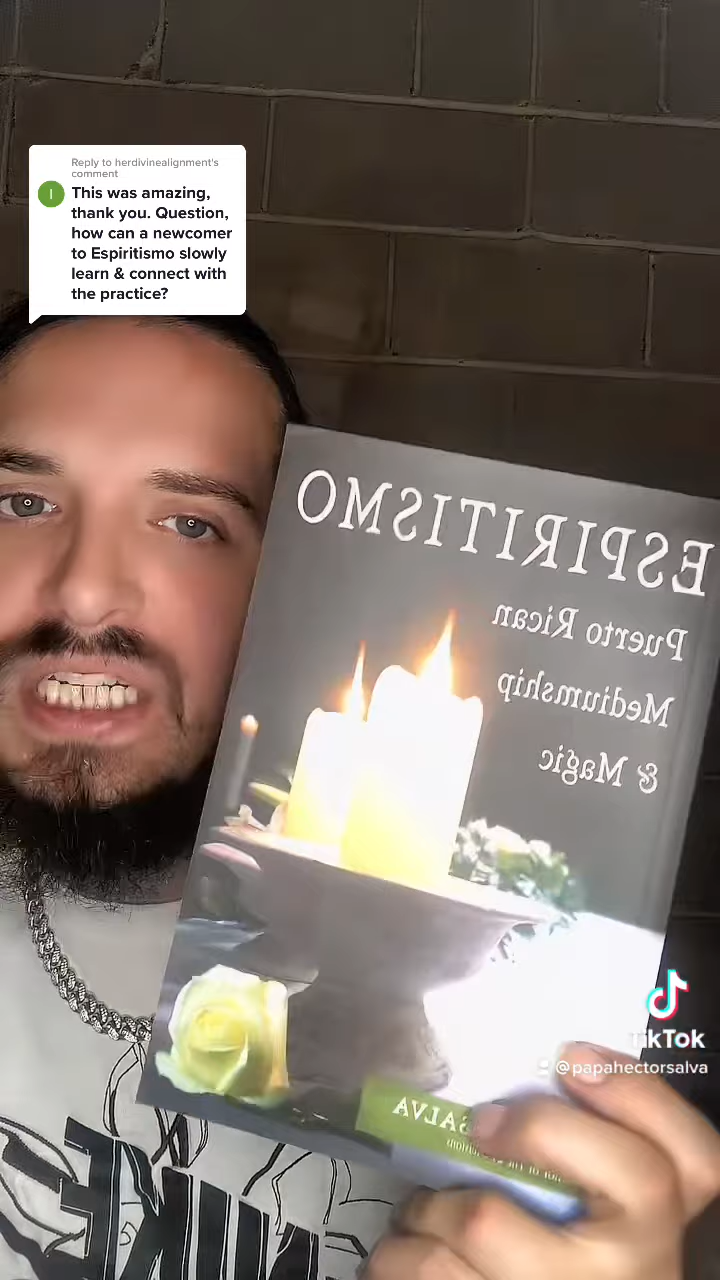 Reply to herdivinealignment's
comment
I
This was amazing,
thank you. Question,
how can a newcomer
to Espiritismo slowly
learn & connect with
the practice?
ESPIRITISMO
Puerto Rican
Mediumship
& Magic
SALVA
NIKE
TikTok
@papahectorsalva